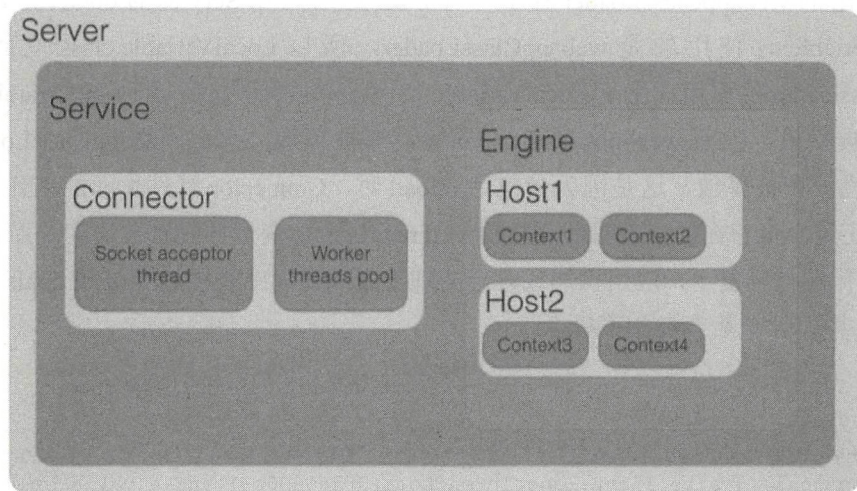 Server
Service
Connector
Socket acceptor
thread
Worker
threads pool
Engine
Host1
Context1
Context2
Host2
Context3
Context4